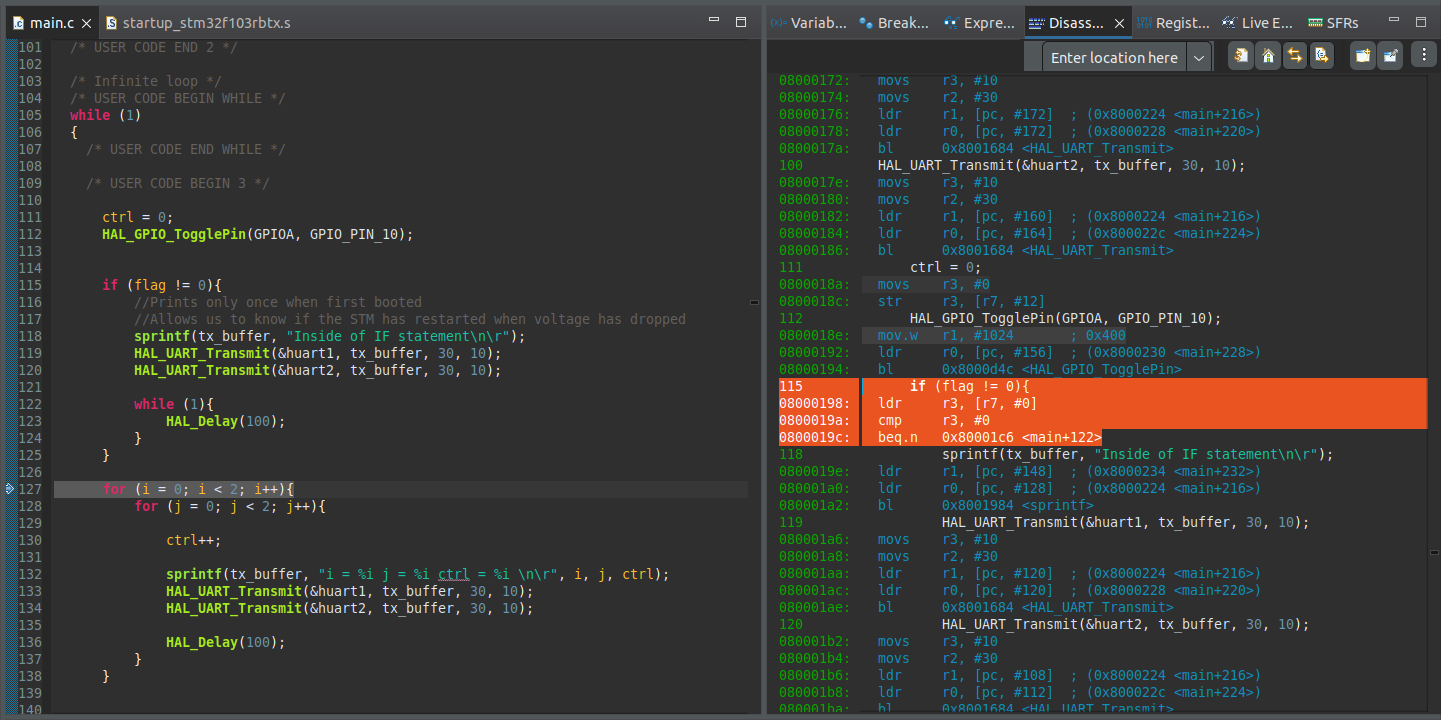 main.c
startup_stm32f103rbtx.s
101 /* USER CODE END 2 */
102
103 /* Infinite loop */
104 /* USER CODE BEGIN WHILE */
105 while (1)
106 {
107 /* USER CODE END WHILE */
108
109 /* USER CODE BEGIN 3 */
110
111 ctrl = 0;
112 HAL_GPIO_TogglePin(GPIOA, GPIO_PIN_10);
113
114
115 if (flag != 0){
116 //Prints only once when first booted
117 //Allows us to know if the STM has restarted when voltage has dropped
118 sprintf(tx_buffer, "Inside of IF statement\n\r");
119 HAL_UART_Transmit(&huart1, tx_buffer, 30, 10);
120 HAL_UART_Transmit(&huart2, tx_buffer, 30, 10);
121
122 while (1){
123 HAL_Delay(100);
124 }
125 }
126
127 for (i = 0; i < 2; i++){
128 for (j = 0; j < 2; j++){
129
130 ctrl++;
131
132 sprintf(tx_buffer, "i = %i j = %i ctrl = %i \n\r", i, j, ctrl);
133 HAL_UART_Transmit(&huart1, tx_buffer, 30, 10);
134 HAL_UART_Transmit(&huart2, tx_buffer, 30, 10);
135
136 HAL_Delay(100);
137 }
138 }
139
140
(x)= Variab... Break... Expre... Disass... Regist... Live E... SFRs
Enter location here
08000172: movs r3, #10
08000174: movs r2, #30
08000176: ldr r1, [pc, #172] ; (0x8000224 <main+216>)
08000178: ldr r0, [pc, #172] ; (0x8000228 <main+220>)
0800017a: bl 0x8001684 <HAL_UART_Transmit>
100 HAL_UART_Transmit(&huart2, tx_buffer, 30, 10);
0800017e: movs r3, #10
08000180: movs r2, #30
08000182: ldr r1, [pc, #160] ; (0x8000224 <main+216>)
08000184: ldr r0, [pc, #164] ; (0x800022c <main+224>)
08000186: bl 0x8001684 <HAL_UART_Transmit>
111 ctrl = 0;
0800018a: movs r3, #0
0800018c: str r3, [r7, #12]
112 HAL_GPIO_TogglePin(GPIOA, GPIO_PIN_10);
0800018e: mov.w r1, #1024 ; 0x400
08000192: ldr r0, [pc, #156] ; (0x8000230 <main+228>)
08000194: bl 0x8000d4c <HAL_GPIO_TogglePin>
115 if (flag != 0){
08000198: ldr r3, [r7, #0]
0800019a: cmp r3, #0
0800019c: beq.n 0x80001c6 <main+122>
118 sprintf(tx_buffer, "Inside of IF statement\n\r");
0800019e: ldr r1, [pc, #148] ; (0x8000234 <main+232>)
080001a0: ldr r0, [pc, #128] ; (0x8000224 <main+216>)
080001a2: bl 0x8001984 <sprintf>
119 HAL_UART_Transmit(&huart1, tx_buffer, 30, 10);
080001a6: movs r3, #10
080001a8: movs r2, #30
080001aa: ldr r1, [pc, #120] ; (0x8000224 <main+216>)
080001ac: ldr r0, [pc, #120] ; (0x8000228 <main+220>)
080001ae: bl 0x8001684 <HAL_UART_Transmit>
120 HAL_UART_Transmit(&huart2, tx_buffer, 30, 10);
080001b2: movs r3, #10
080001b4: movs r2, #30
080001b6: ldr r1, [pc, #108] ; (0x8000224 <main+216>)
080001b8: ldr r0, [pc, #112] ; (0x800022c <main+224>)
080001ba: bl 0x8001684 <HAL_UART_Transmit>